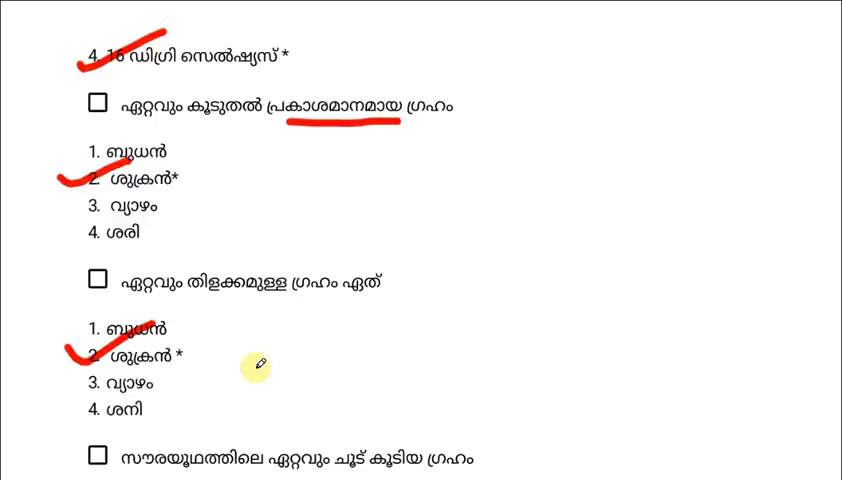 4. 16 ഡിഗ്രി സെൽഷ്യസ് *
ഏറ്റവും കൂടുതൽ പ്രകാശമാനമായ ഗ്രഹം
1. ബുധൻ
2. ശുക്രൻ*
3. വ്യാഴം
4. ശരി
ഏറ്റവും തിളക്കമുള്ള ഗ്രഹം ഏത്
1. ബുധൻ
2. ശുക്രൻ *
3. വ്യാഴം
4. ശനി
സൗരയൂഥത്തിലെ ഏറ്റവും ചൂട് കൂടിയ ഗ്രഹം